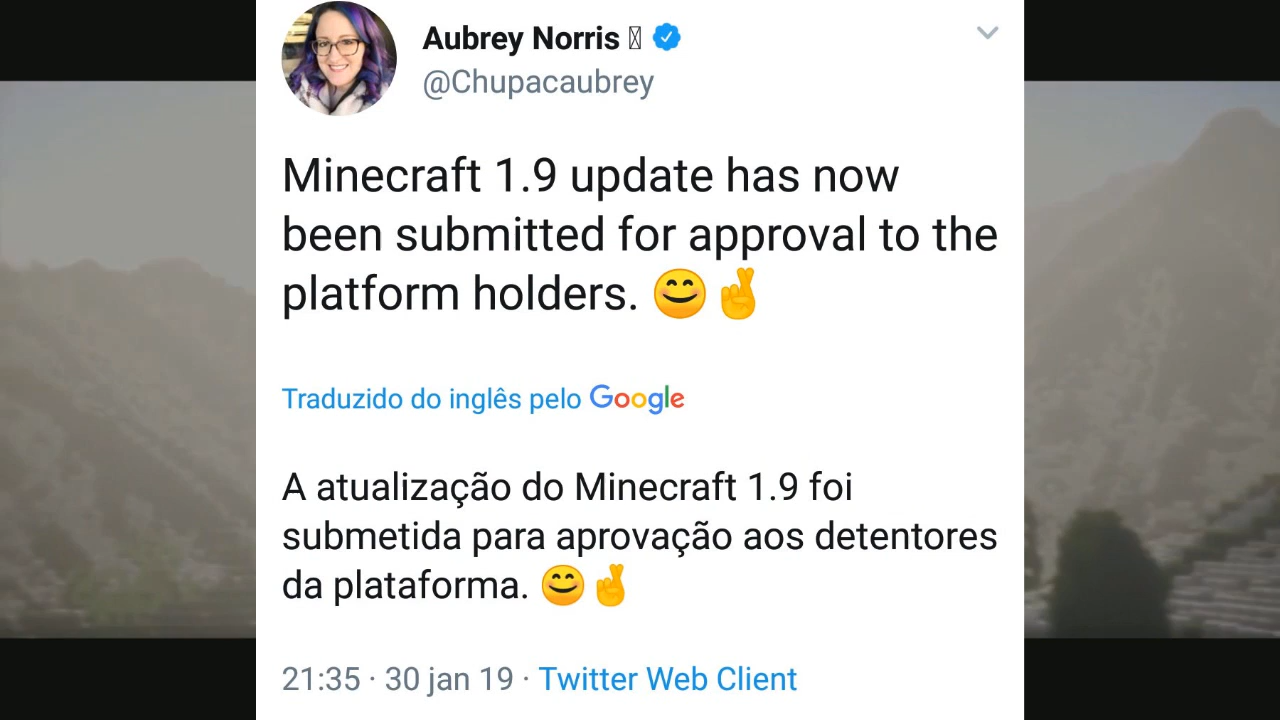 Aubrey Norris
@Chupacaubrey
Minecraft 1.9 update has now
been submitted for approval to the
platform holders. 😊🤞
Traduzido do inglês pelo Google
A atualização do Minecraft 1.9 foi
submetida para aprovação aos detentores
da plataforma. 😊🤞
21:35 · 30 jan 19 · Twitter Web Client